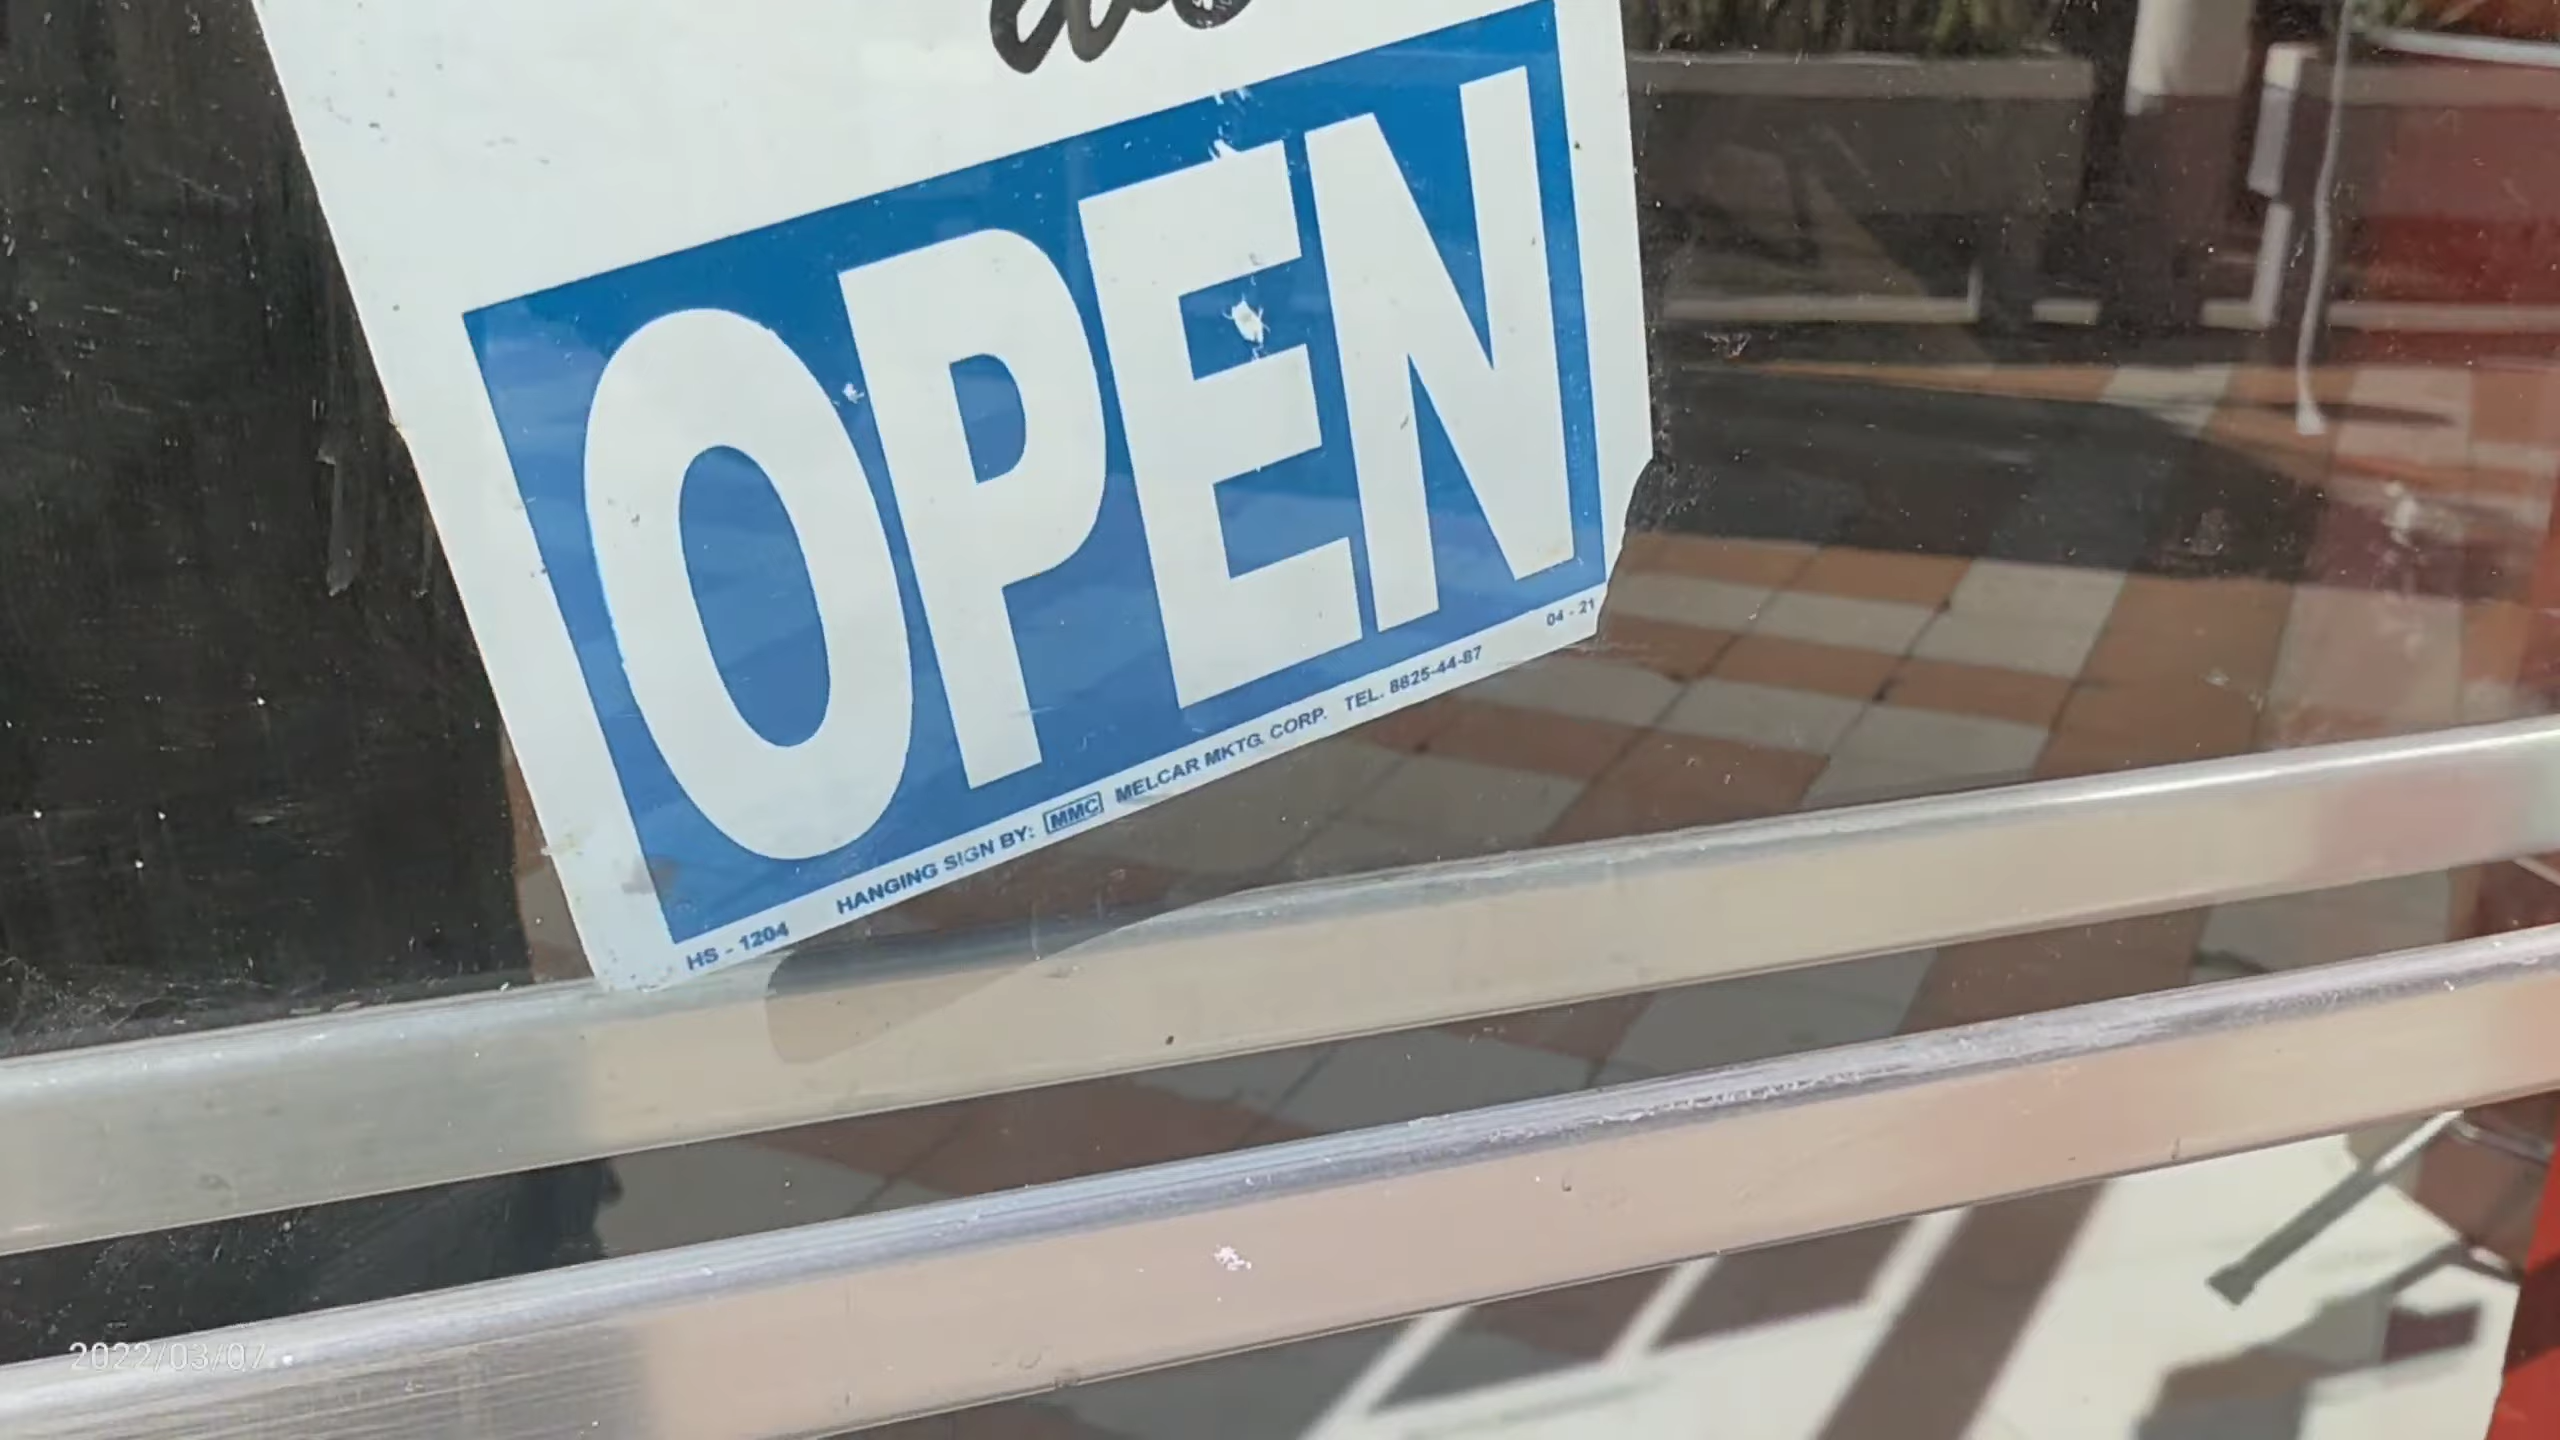 OPEN
HS - 1204 HANGING SIGN BY: MMC MELCAR MKTG. CORP. TEL. 8825-44-87 04 - 21
2022/03/07